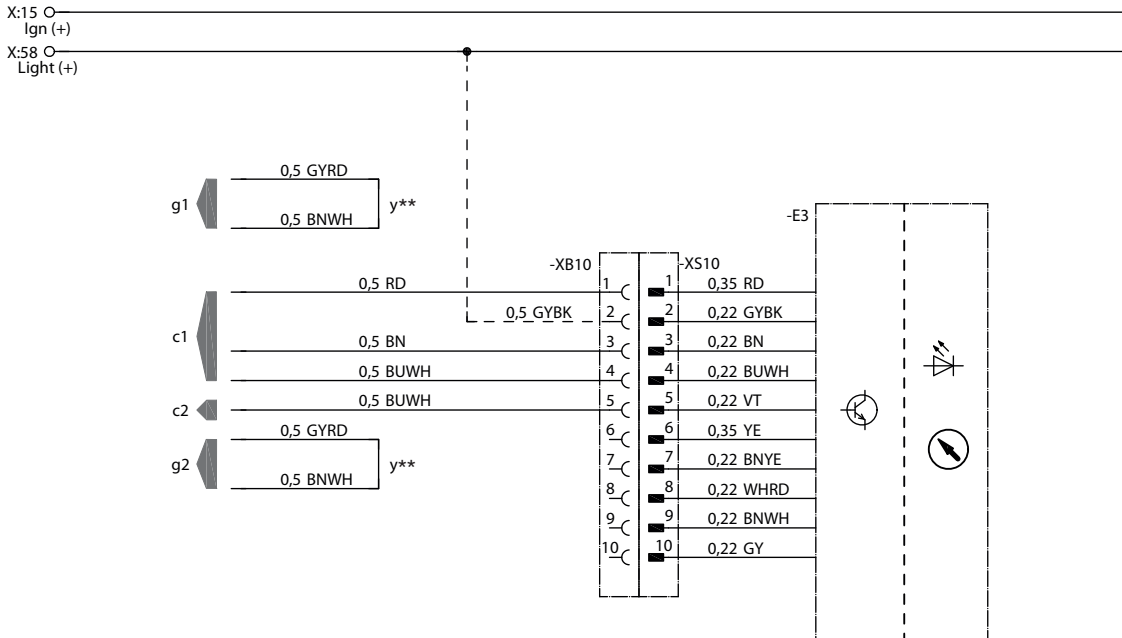 X:15
Ign (+)
X:58
Light (+)
0,5 GYRD
g1
y**
0,5 BNWH
-E3
-XB10
-XS10
0,5 RD
1
1
0,35 RD
0,5 GYBK
2
2
0,22 GYBK
c1
0,5 BN
3
3
0,22 BN
0,5 BUWH
4
4
0,22 BUWH
c2
0,5 BUWH
5
5
0,22 VT
0,5 GYRD
6
6
0,35 YE
g2
y**
7
7
0,22 BNYE
0,5 BNWH
8
8
0,22 WHRD
9
9
0,22 BNWH
10
10
0,22 GY